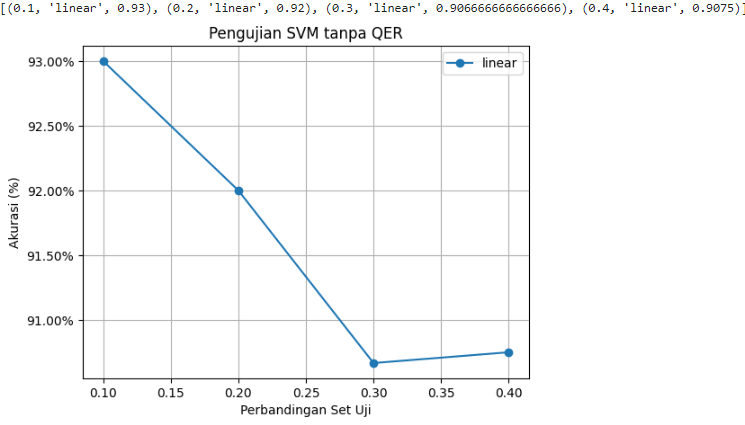 [(0.1, 'linear', 0.93), (0.2, 'linear', 0.92), (0.3, 'linear', 0.9066666666666666), (0.4, 'linear', 0.9075)]
Pengujian SVM tanpa QER
linear
93.00%
92.50%
92.00%
91.50%
91.00%
Akurasi (%)
0.10 0.15 0.20 0.25 0.30 0.35 0.40
Perbandingan Set Uji